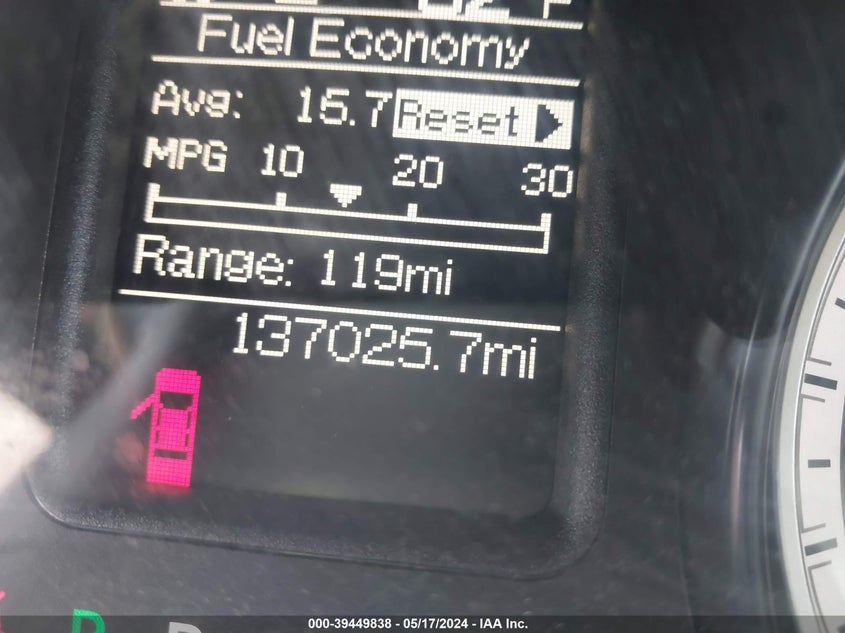 Fuel Economy
Avg: 15.7 Reset
MPG 10 20 30
Range: 119mi
137025.7mi
000-39449838 - 05/17/2024 - IAA Inc.